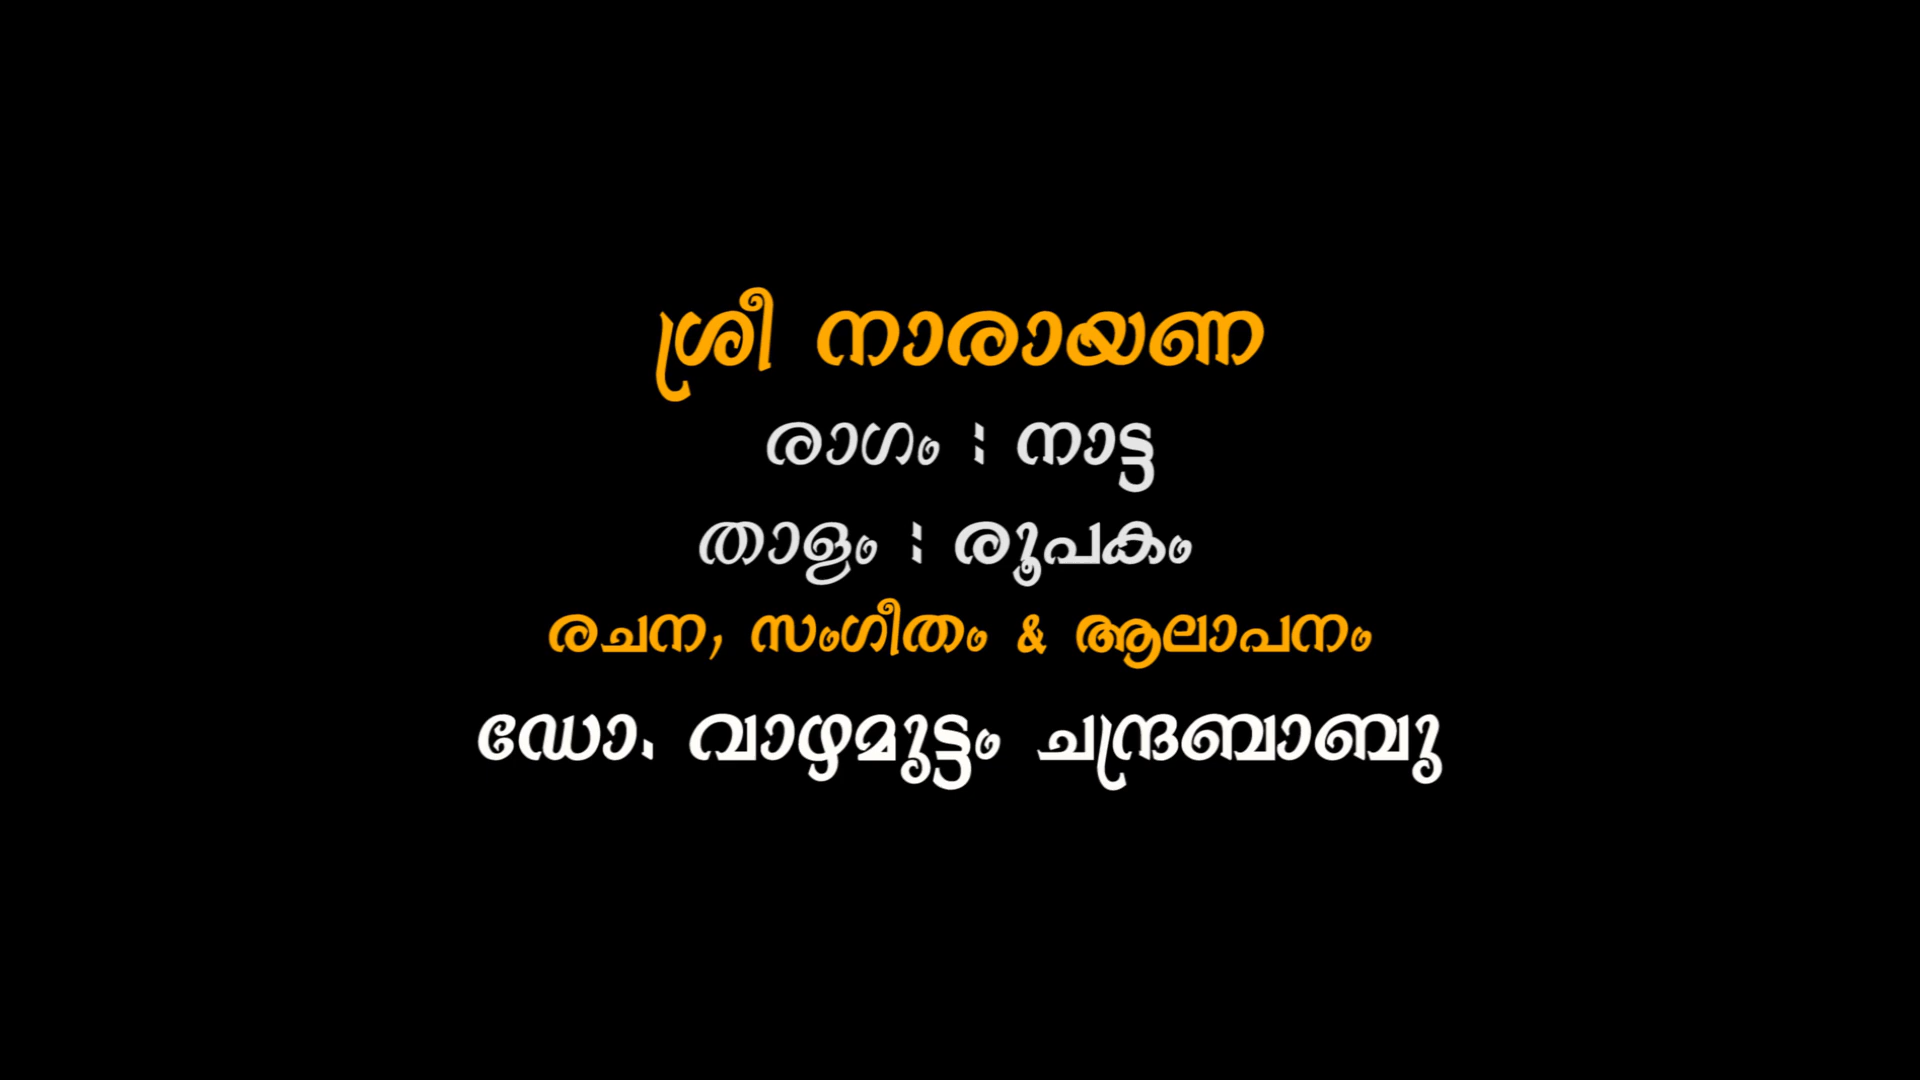 ശ്രീ നാരായണ
രാഗം : നാട്ട
താളം : രൂപകം
രചന, സംഗീതം & ആലാപനം
ഡോ. വാഴമുട്ടം ചന്ദ്രബാബു